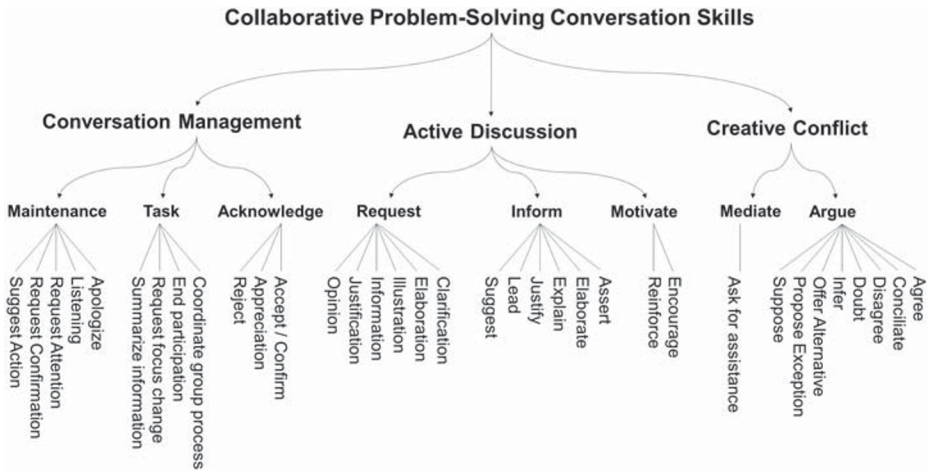 Collaborative Problem-Solving Conversation Skills
Conversation Management
Active Discussion
Creative Conflict
Maintenance
Task
Acknowledge
Request
Inform
Motivate
Mediate
Argue
Suggest Action
Request Confirmation
Request Attention
Listening
Apologize
Summarize information
Request focus change
End participation
Coordinate group process
Reject
Appreciation
Accept / Confirm
Opinion
Justification
Information
Illustration
Elaboration
Clarification
Suggest
Lead
Justify
Explain
Elaborate
Assert
Reinforce
Encourage
Ask for assistance
Suppose
Propose Exception
Offer Alternative
Infer
Doubt
Disagree
Conciliate
Agree